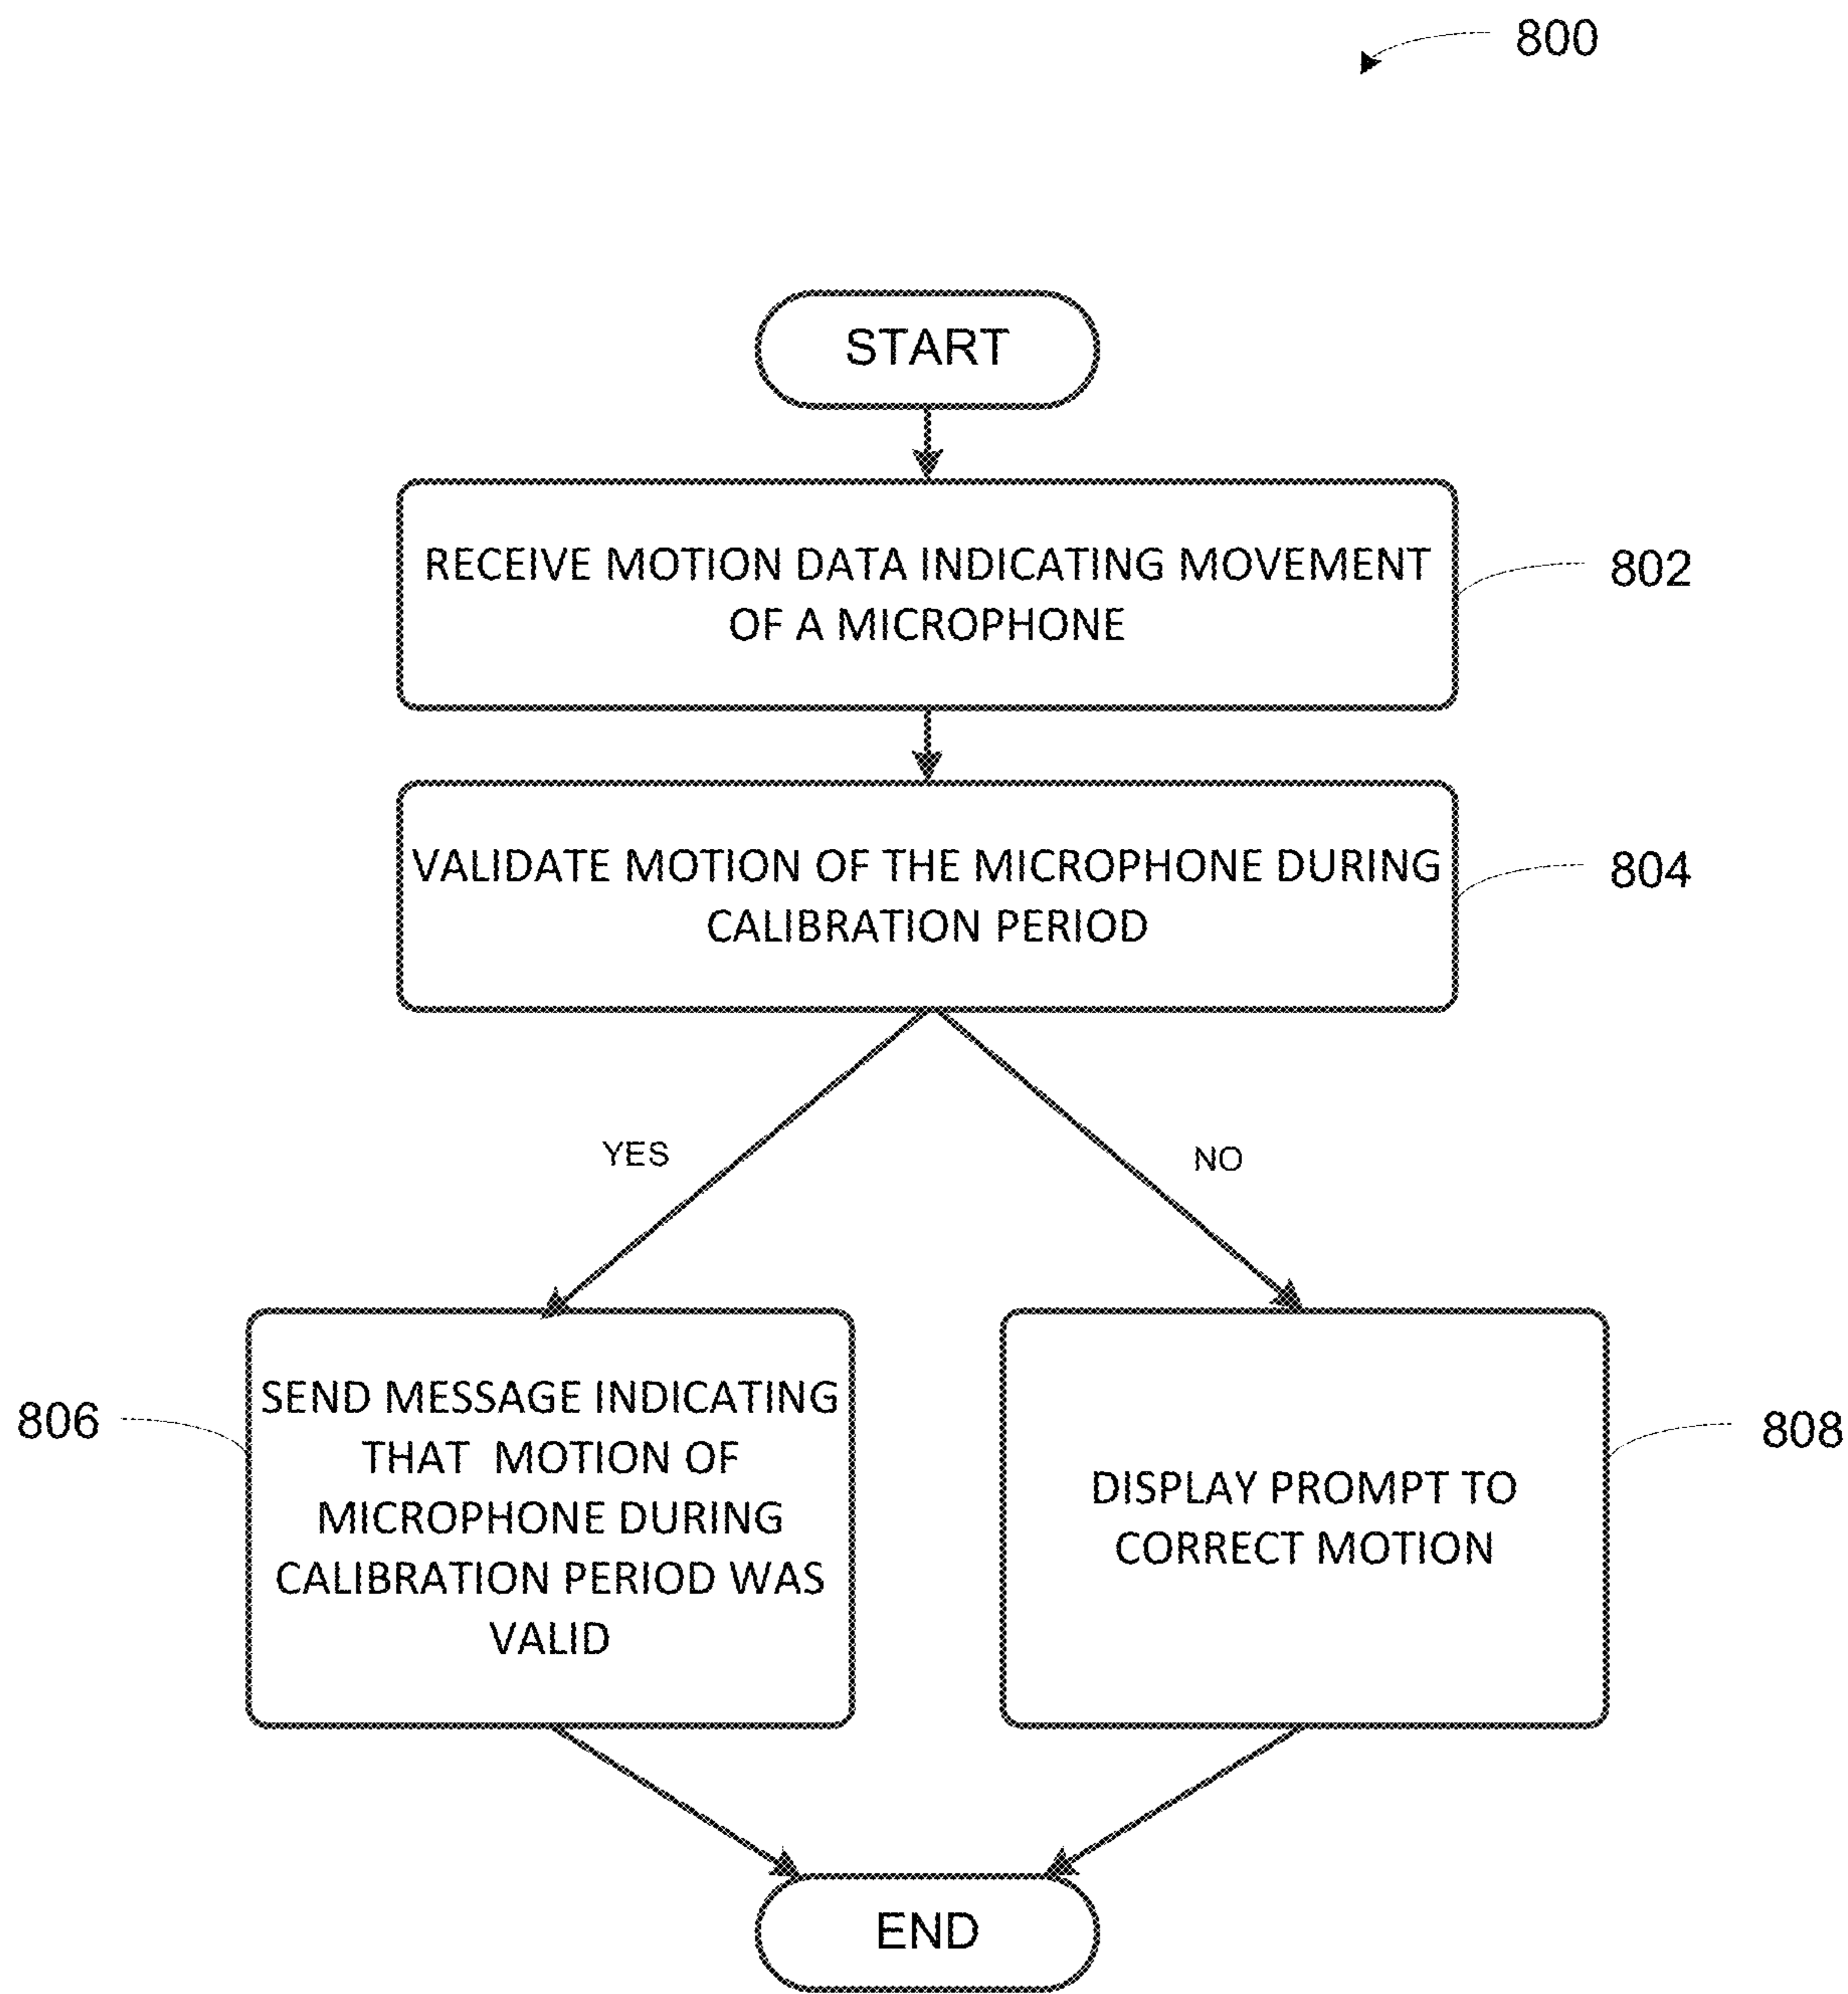 800
START
RECEIVE MOTION DATA INDICATING MOVEMENT
OF A MICROPHONE
802
VALIDATE MOTION OF THE MICROPHONE DURING
CALIBRATION PERIOD
804
YES
NO
806
SEND MESSAGE INDICATING
THAT MOTION OF
MICROPHONE DURING
CALIBRATION PERIOD WAS
VALID
DISPLAY PROMPT TO
CORRECT MOTION
808
END